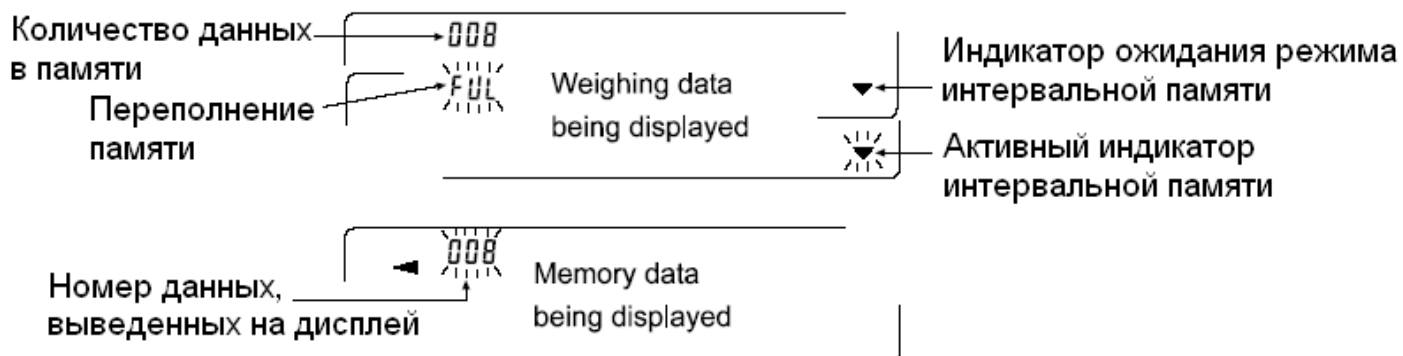 Количество данных
в памяти
008
FUL
Переполнение
памяти
Weighing data
being displayed
Индикатор ожидания режима
интервальной памяти
Активный индикатор
интервальной памяти
008
Номер данных,
выведенных на дисплей
Memory data
being displayed